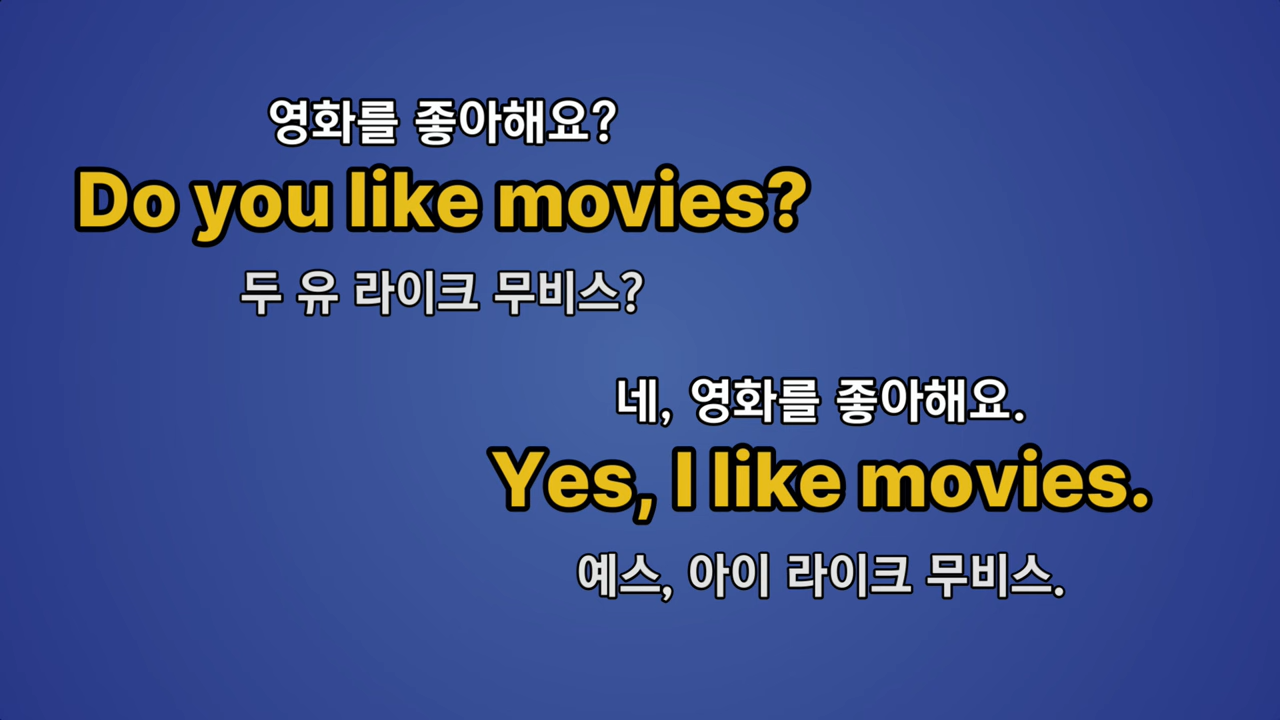 영화를 좋아해요?
Do you like movies?
두 유 라이크 무비스?
네, 영화를 좋아해요.
Yes, I like movies.
예스, 아이 라이크 무비스.